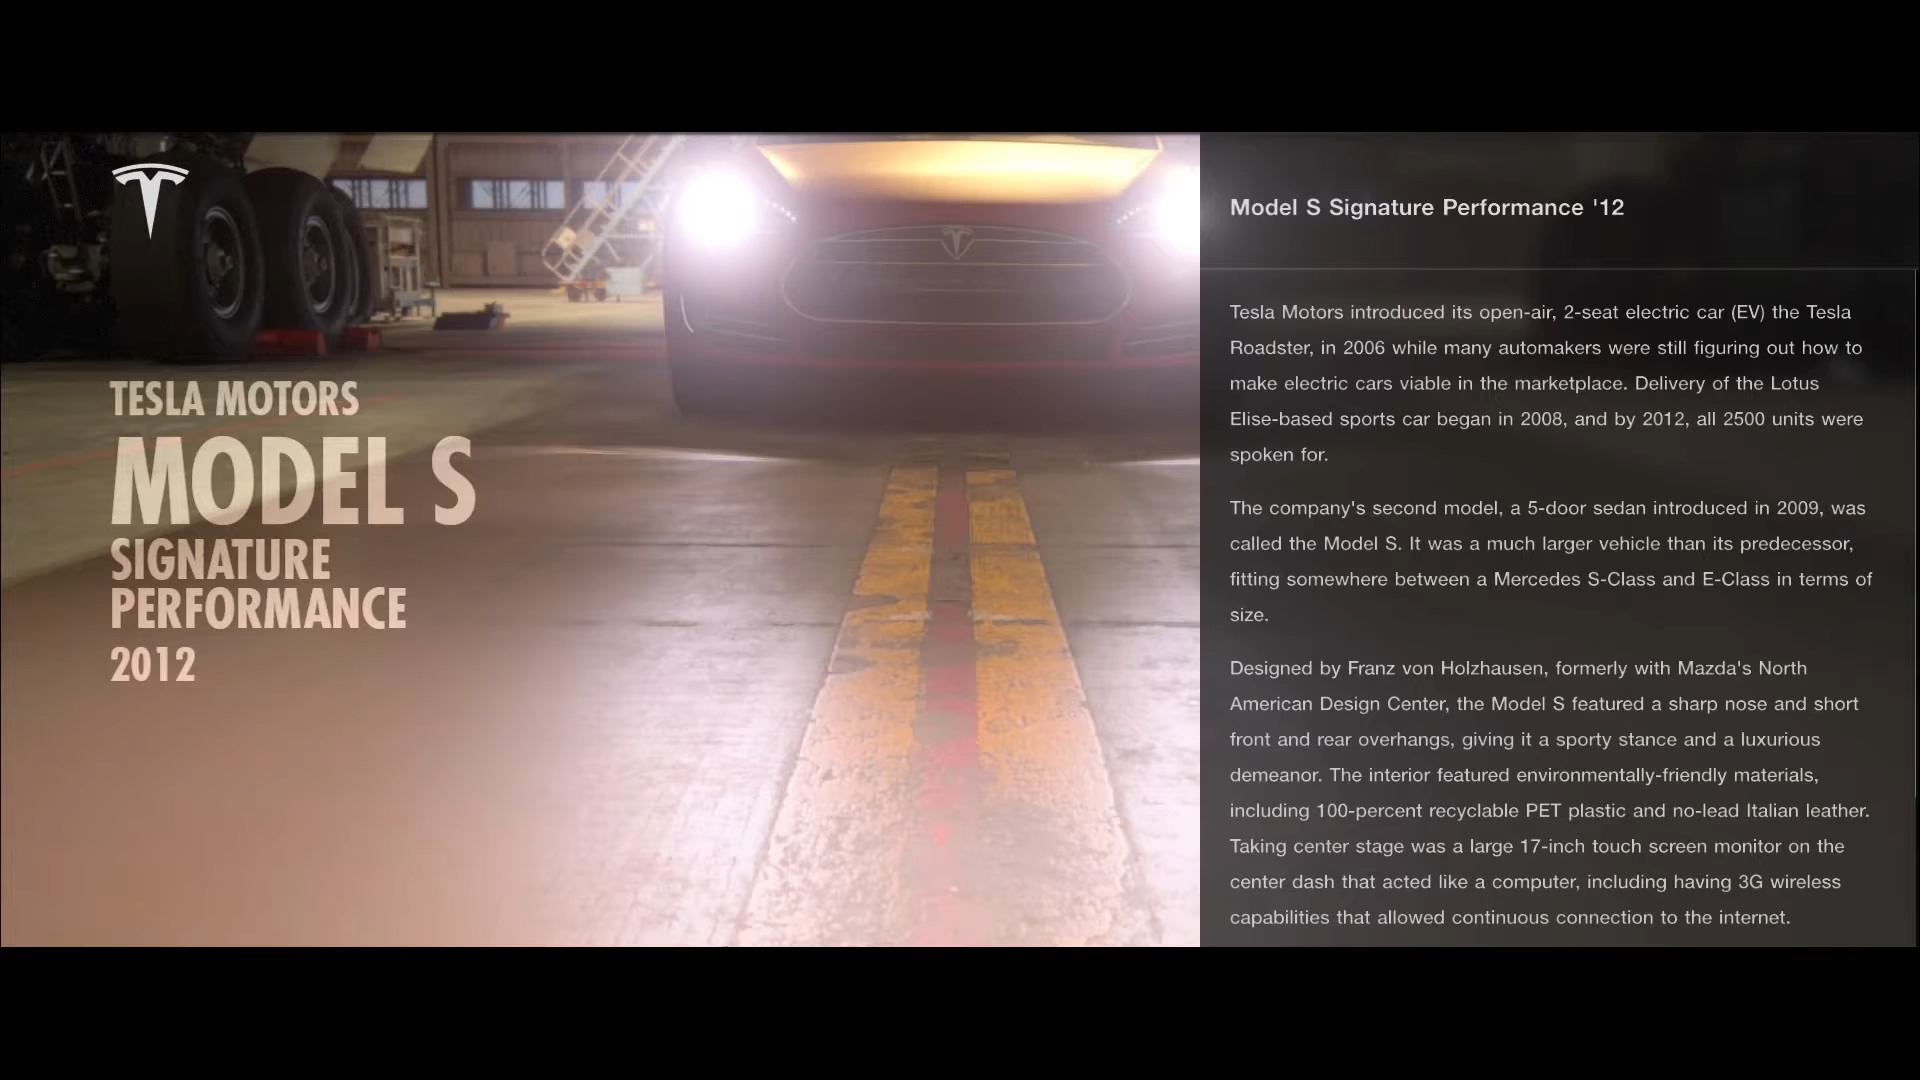 TESLA MOTORS
MODEL S
SIGNATURE
PERFORMANCE
2012
Model S Signature Performance '12
Tesla Motors introduced its open-air, 2-seat electric car (EV) the Tesla
Roadster, in 2006 while many automakers were still figuring out how to
make electric cars viable in the marketplace. Delivery of the Lotus
Elise-based sports car began in 2008, and by 2012, all 2500 units were
spoken for.
The company's second model, a 5-door sedan introduced in 2009, was
called the Model S. It was a much larger vehicle than its predecessor,
fitting somewhere between a Mercedes S-Class and E-Class in terms of
size.
Designed by Franz von Holzhausen, formerly with Mazda's North
American Design Center, the Model S featured a sharp nose and short
front and rear overhangs, giving it a sporty stance and a luxurious
demeanor. The interior featured environmentally-friendly materials,
including 100-percent recyclable PET plastic and no-lead Italian leather.
Taking center stage was a large 17-inch touch screen monitor on the
center dash that acted like a computer, including having 3G wireless
capabilities that allowed continuous connection to the internet.